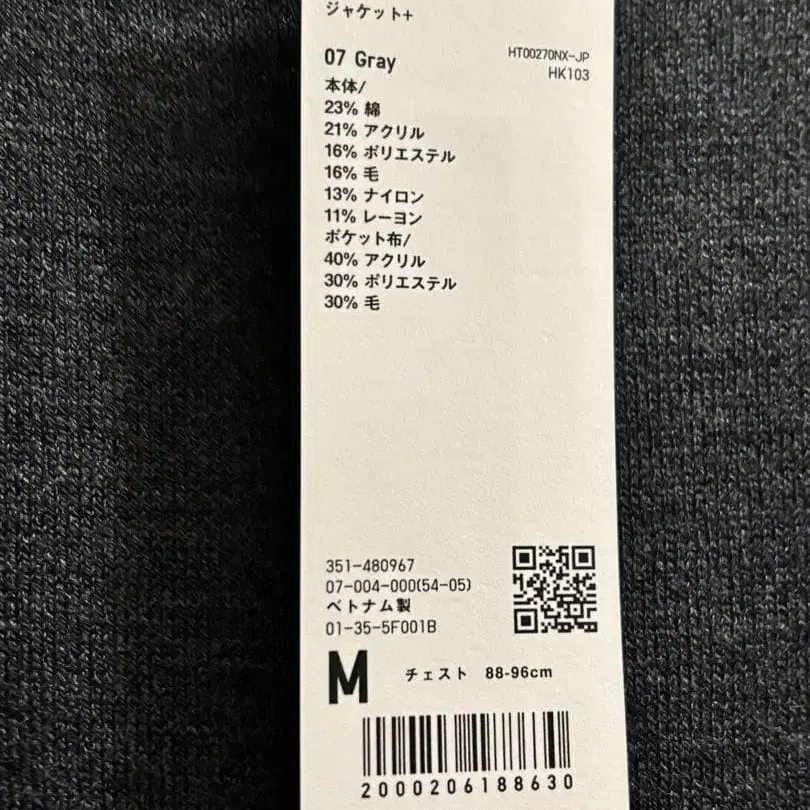 ジャケット+
07 Gray
HT00270NX-JP
HK103
本体/
23% 綿
21% アクリル
16% ポリエステル
16% 毛
13% ナイロン
11% レーヨン
ポケット布/
40% アクリル
30% ポリエステル
30% 毛
351-480967
07-004-000(54-05)
ベトナム製
01-35-5F001B
M チェスト 88-96cm
2000206188630